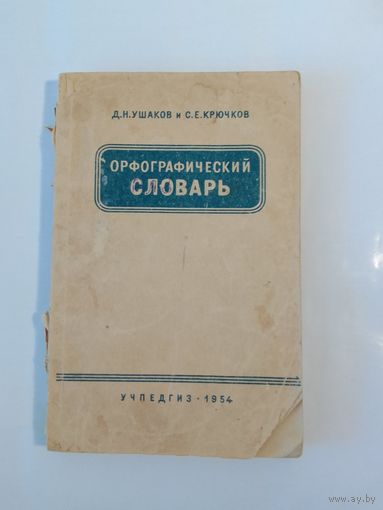 Д.Н.УШАКОВ и С.Е.КРЮЧКОВ
ОРФОГРАФИЧЕСКИЙ
СЛОВАРЬ
УЧПЕДГИЗ · 1954
www.ay.by